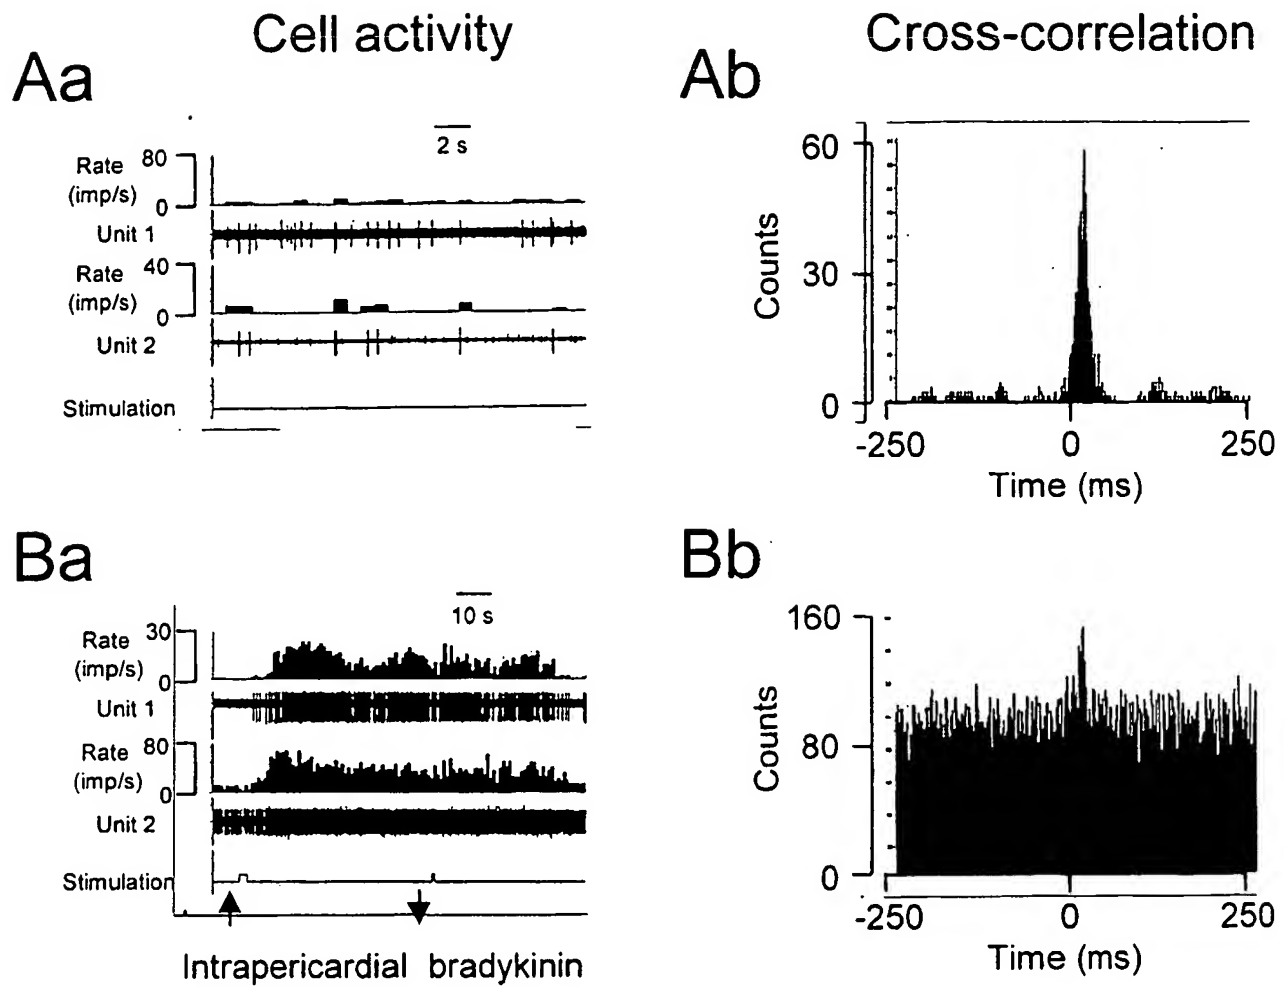 Cell activity
Cross-correlation
Aa
2 s
Rate
(imp/s)
80
0
Unit 1
Rate
(imp/s)
40
0
Unit 2
Stimulation
Ab
Counts
60
30
0
-250
0
250
Time (ms)
Ba
10 s
Rate
(imp/s)
30
0
Unit 1
Rate
(imp/s)
80
0
Unit 2
Stimulation
Intrapericardial bradykinin
Bb
Counts
160
80
0
-250
0
250
Time (ms)